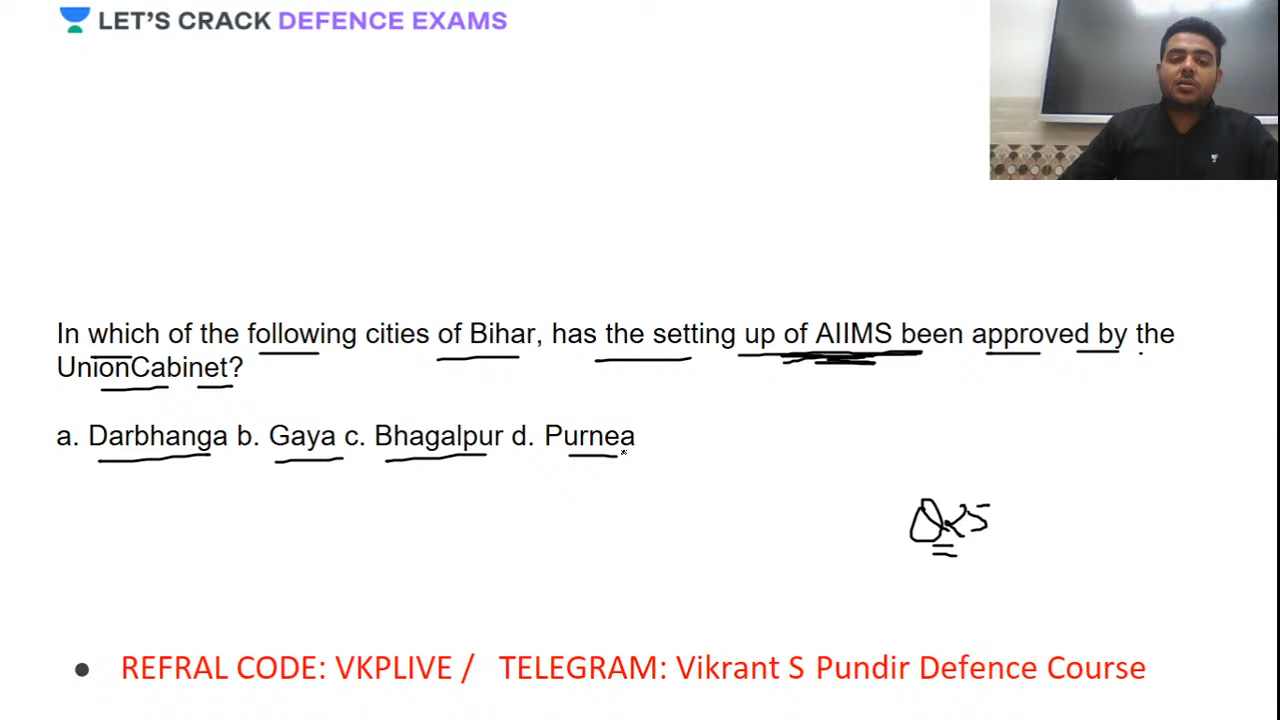 LET'S CRACK DEFENCE EXAMS
In which of the following cities of Bihar, has the setting up of AIIMS been approved by the
UnionCabinet?
a. Darbhanga b. Gaya c. Bhagalpur d. Purnea
REFRAL CODE: VKPLIVE / TELEGRAM: Vikrant S Pundir Defence Course